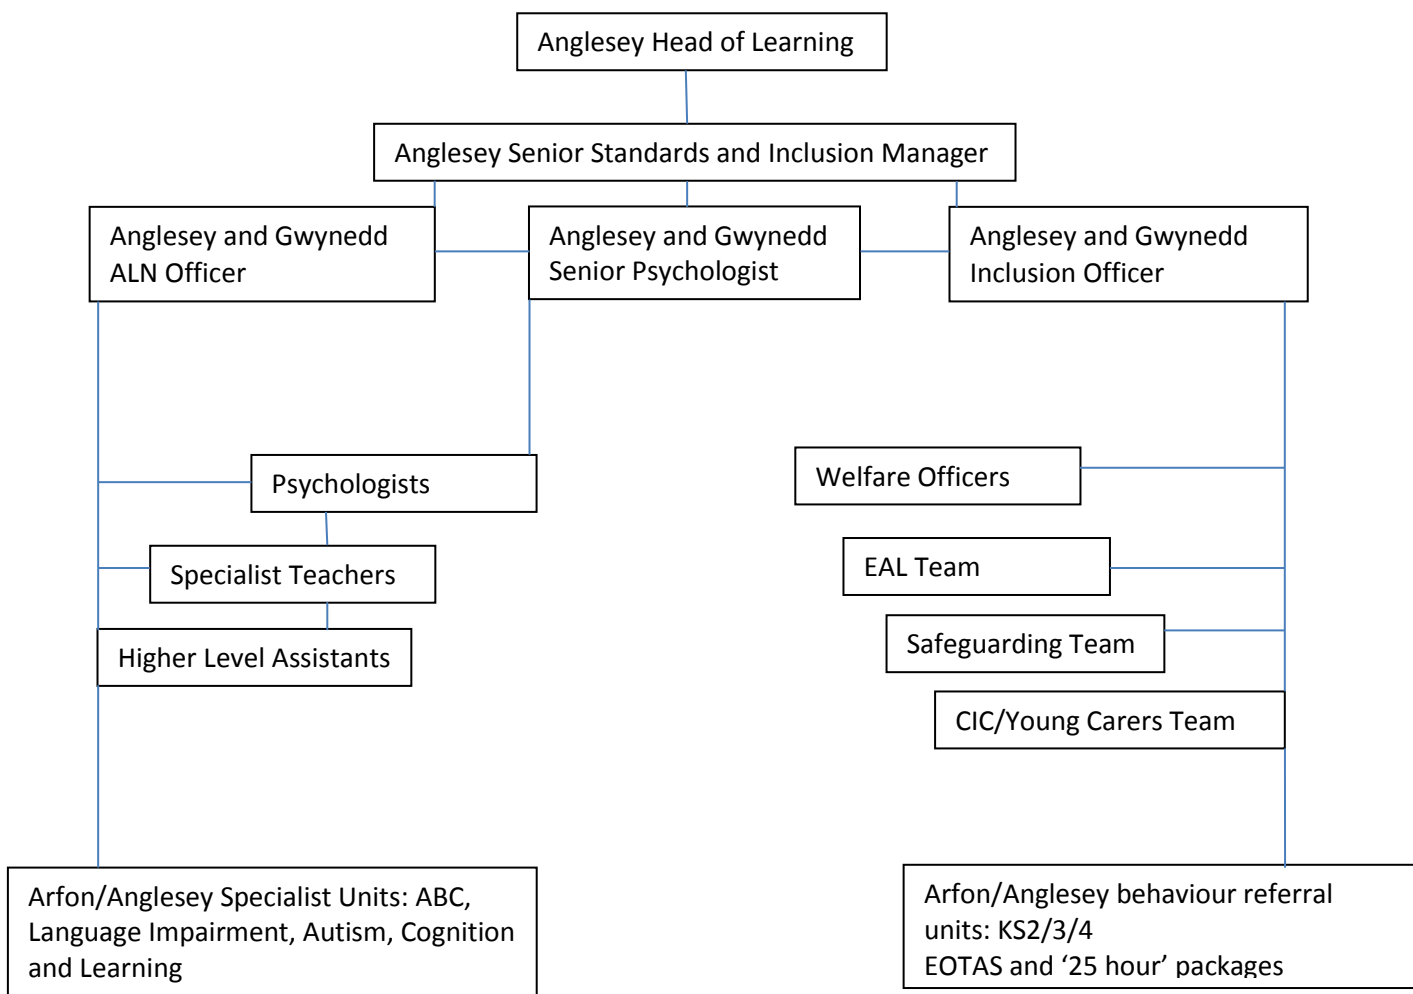 Anglesey Head of Learning
Anglesey Senior Standards and Inclusion Manager
Anglesey and Gwynedd
ALN Officer
Anglesey and Gwynedd
Senior Psychologist
Anglesey and Gwynedd
Inclusion Officer
Psychologists
Specialist Teachers
Higher Level Assistants
Welfare Officers
EAL Team
Safeguarding Team
CIC/Young Carers Team
Arfon/Anglesey Specialist Units: ABC,
Language Impairment, Autism, Cognition
and Learning
Arfon/Anglesey behaviour referral
units: KS2/3/4
EOTAS and ‘25 hour’ packages